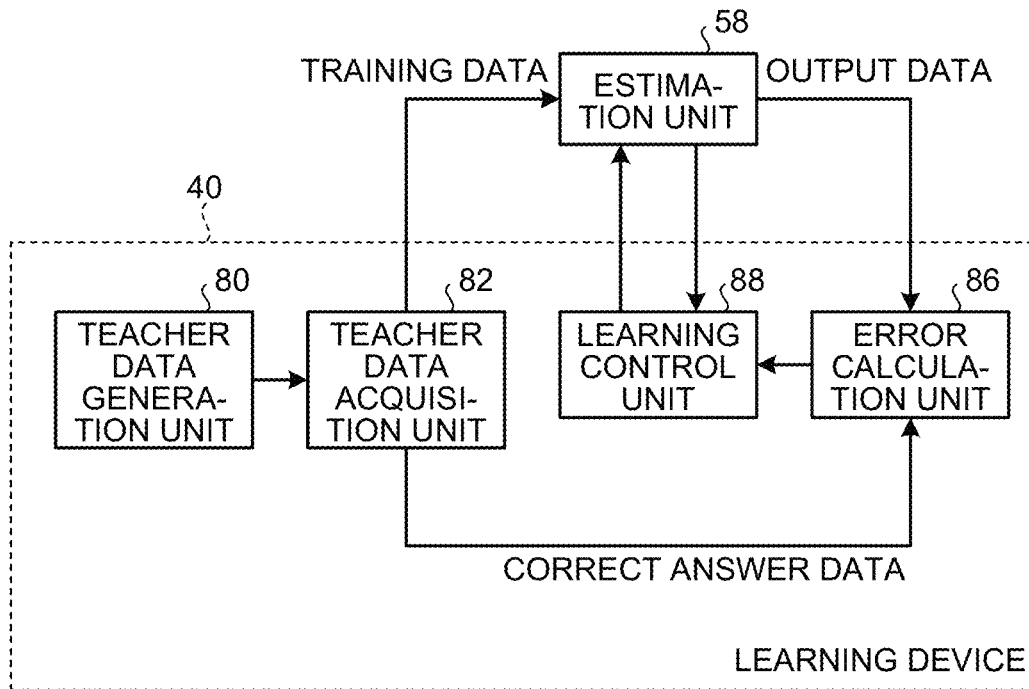 58
TRAINING DATA
ESTIMA-
TION UNIT
OUTPUT DATA
40
80
TEACHER
DATA
GENERA-
TION UNIT
82
TEACHER
DATA
ACQUISI-
TION UNIT
88
LEARNING
CONTROL
UNIT
86
ERROR
CALCULA-
TION UNIT
CORRECT ANSWER DATA
LEARNING DEVICE